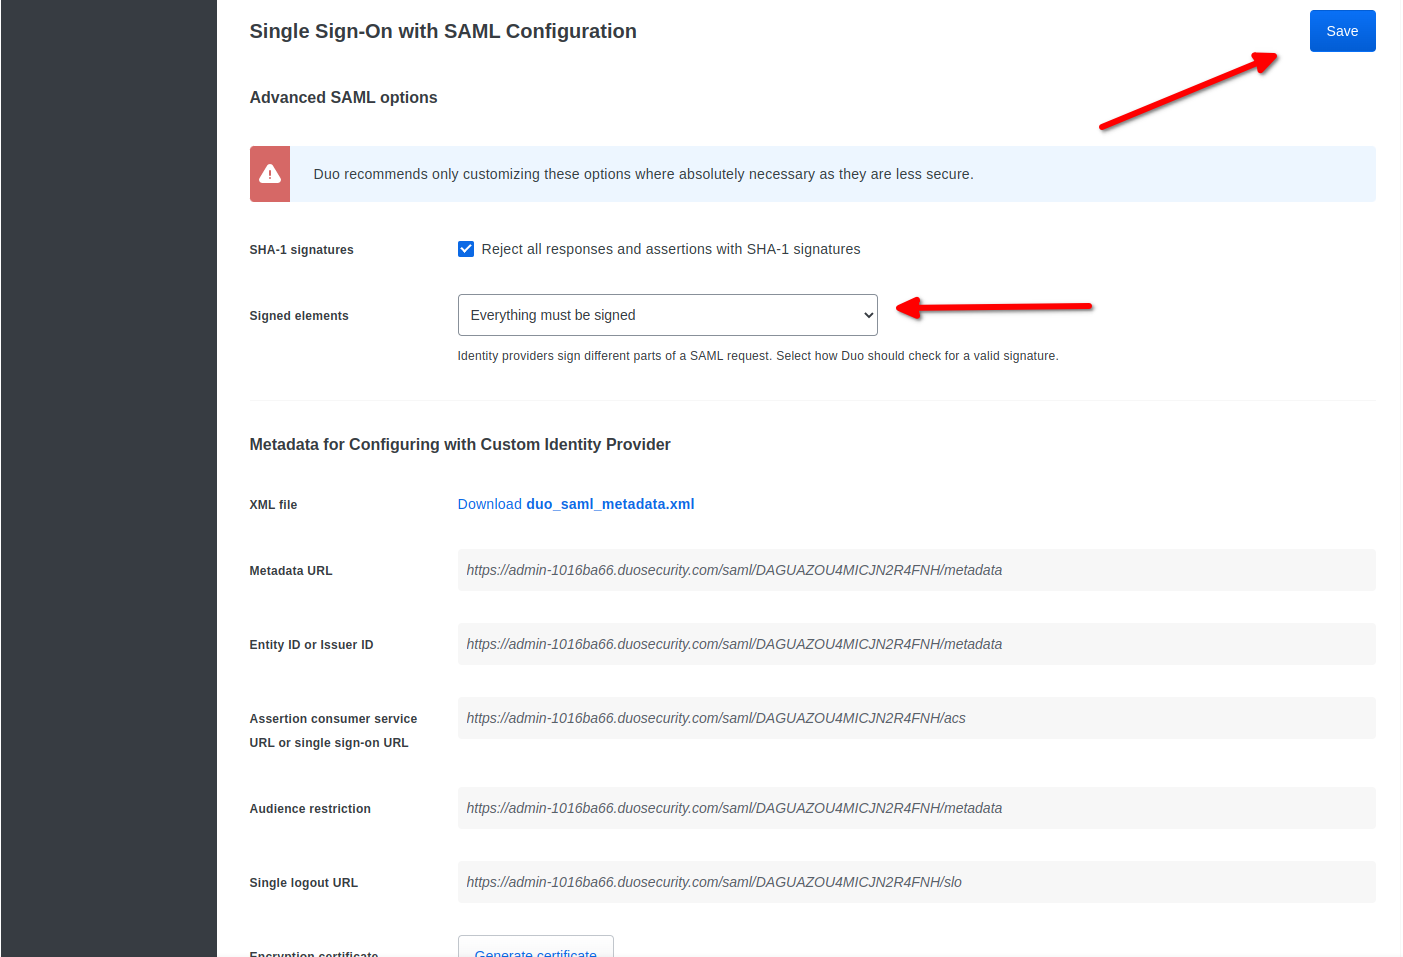 Single Sign-On with SAML Configuration
Save
Advanced SAML options
Duo recommends only customizing these options where absolutely necessary as they are less secure.
SHA-1 signatures
Reject all responses and assertions with SHA-1 signatures
Signed elements
Everything must be signed
Identity providers sign different parts of a SAML request. Select how Duo should check for a valid signature.
Metadata for Configuring with Custom Identity Provider
XML file
Download duo_saml_metadata.xml
Metadata URL
https://admin-1016ba66.duosecurity.com/saml/DAGUAZOU4MICJN2R4FNH/metadata
Entity ID or Issuer ID
https://admin-1016ba66.duosecurity.com/saml/DAGUAZOU4MICJN2R4FNH/metadata
Assertion consumer service
URL or single sign-on URL
https://admin-1016ba66.duosecurity.com/saml/DAGUAZOU4MICJN2R4FNH/acs
Audience restriction
https://admin-1016ba66.duosecurity.com/saml/DAGUAZOU4MICJN2R4FNH/metadata
Single logout URL
https://admin-1016ba66.duosecurity.com/saml/DAGUAZOU4MICJN2R4FNH/slo
Encryption certificate
Generate certificate